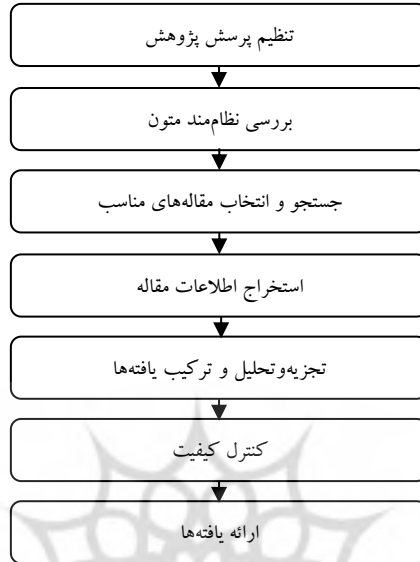 تنظیم پرسش پژوهش
بررسی نظام‌مند متون
جستجو و انتخاب مقاله‌های مناسب
استخراج اطلاعات مقاله
تجزیه‌وتحلیل و ترکیب یافته‌ها
کنترل کیفیت
ارائه یافته‌ها